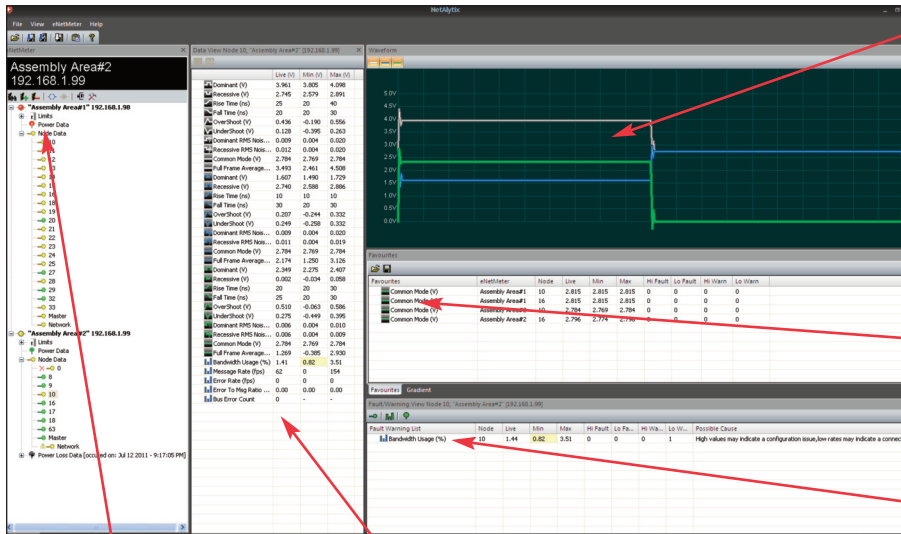 NetAlytix
File View eNetMeter Help
Assembly Area#2
192.168.1.99
"Assembly Area#1" 192.168.1.98
Limits
Power Data
Node Data
10
12
16
18
19
20
21
22
23
24
25
27
28
29
32
33
Master
Network
"Assembly Area#2" 192.168.1.99
Limits
Power Data
Node Data
0
8
9
10
16
17
18
63
Master
Network
Power Loss Data [occured on: Jul 12 2011 - 9:17:05 PM]
Data View Node 10, "Assembly Area#2" [192.168.1.99]
Live (V) Min (V) Max (V)
Dominant (V) 3.961 3.805 4.098
Recessive (V) 2.745 2.579 2.891
Rise Time (ns) 25 20 40
Fall Time (ns) 20 20 30
OverShoot (V) 0.436 -0.190 0.556
UnderShoot (V) 0.128 -0.395 0.263
Dominant RMS Nois... 0.009 0.004 0.020
Recessive RMS Nois... 0.012 0.004 0.020
Common Mode (V) 2.784 2.769 2.784
Full Frame Average... 3.493 2.461 4.508
Dominant (V) 1.607 1.490 1.729
Recessive (V) 2.740 2.588 2.886
Rise Time (ns) 10 10 10
Fall Time (ns) 30 20 30
OverShoot (V) 0.207 -0.244 0.332
UnderShoot (V) 0.249 -0.258 0.332
Dominant RMS Nois... 0.009 0.004 0.020
Recessive RMS Nois... 0.011 0.004 0.019
Common Mode (V) 2.784 2.769 2.784
Full Frame Average... 2.174 1.250 3.126
Dominant (V) 2.349 2.275 2.407
Recessive (V) 0.002 -0.034 0.058
Rise Time (ns) 20 20 30
Fall Time (ns) 25 20 30
OverShoot (V) 0.510 -0.063 0.586
UnderShoot (V) 0.275 -0.449 0.395
Dominant RMS Nois... 0.006 0.004 0.010
Recessive RMS Nois... 0.006 0.004 0.009
Common Mode (V) 2.784 2.769 2.784
Full Frame Average... 1.269 -0.385 2.930
Bandwidth Usage (%) 1.41 0.82 3.51
Message Rate (fps) 62 0 154
Error Rate (fps) 0 0 0
Error To Msg Ratio ... 0.00 0.00 0.00
Bus Error Count 0 - -
Waveform
5.0V
4.5V
4.0V
3.5V
3.0V
2.5V
2.0V
1.5V
1.0V
0.5V
0.0V
Favourites
Favourites eNetMeter Node Live Min Max Hi Fault Lo Fault Hi Warn Lo Warn
Common Mode (V) Assembly Area#1 10 2.815 2.815 2.815 0 0 0 0
Common Mode (V) Assembly Area#1 16 2.815 2.815 2.815 0 0 0 0
Common Mode (V) 10 2.784 2.769 2.784 0 0 0 0
Common Mode (V) Assembly Area#2 16 2.796 2.774 0 0 0 0
Favourites Gradient
Fault/Warning View Node 10, "Assembly Area#2" [192.168.1.99]
Fault Warning List Node Live Min Max Hi Fault Lo Fa... Hi Wa... Lo W... Possible Cause
Bandwidth Usage (%) 10 1.44 0.82 3.51 0 0 0 1 High values may indicate a configuration issue,low rates may indicate a connec